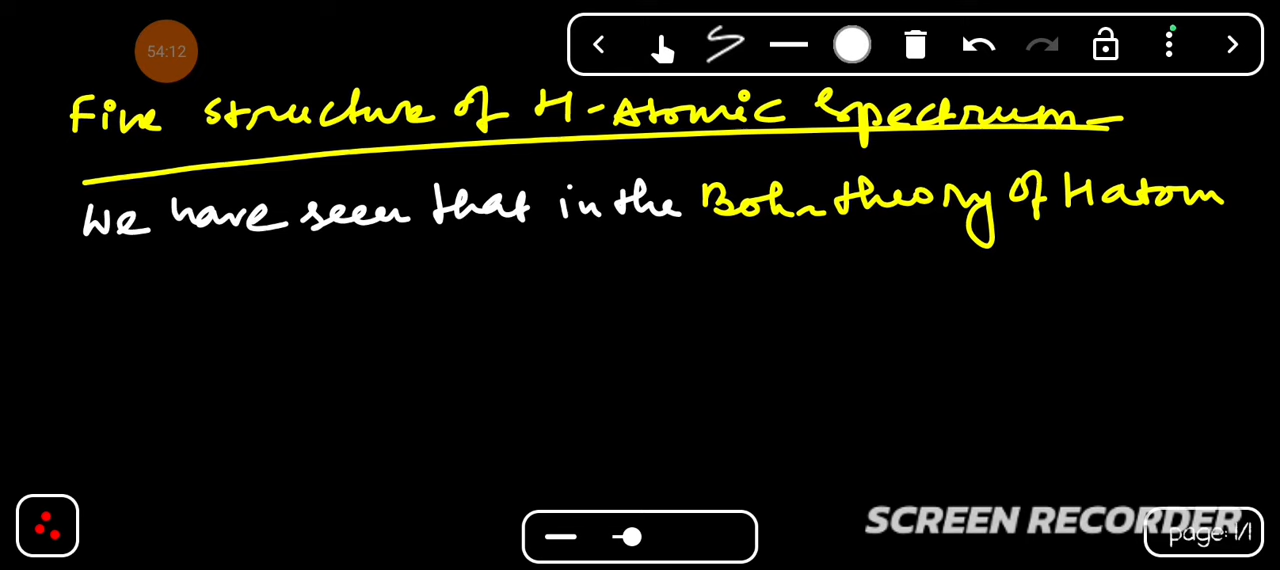 54:12
Fine structure of H-Atomic Spectrum
We have seen that in the Bohr theory of H atom
SCREEN RECORDER
page:1/1